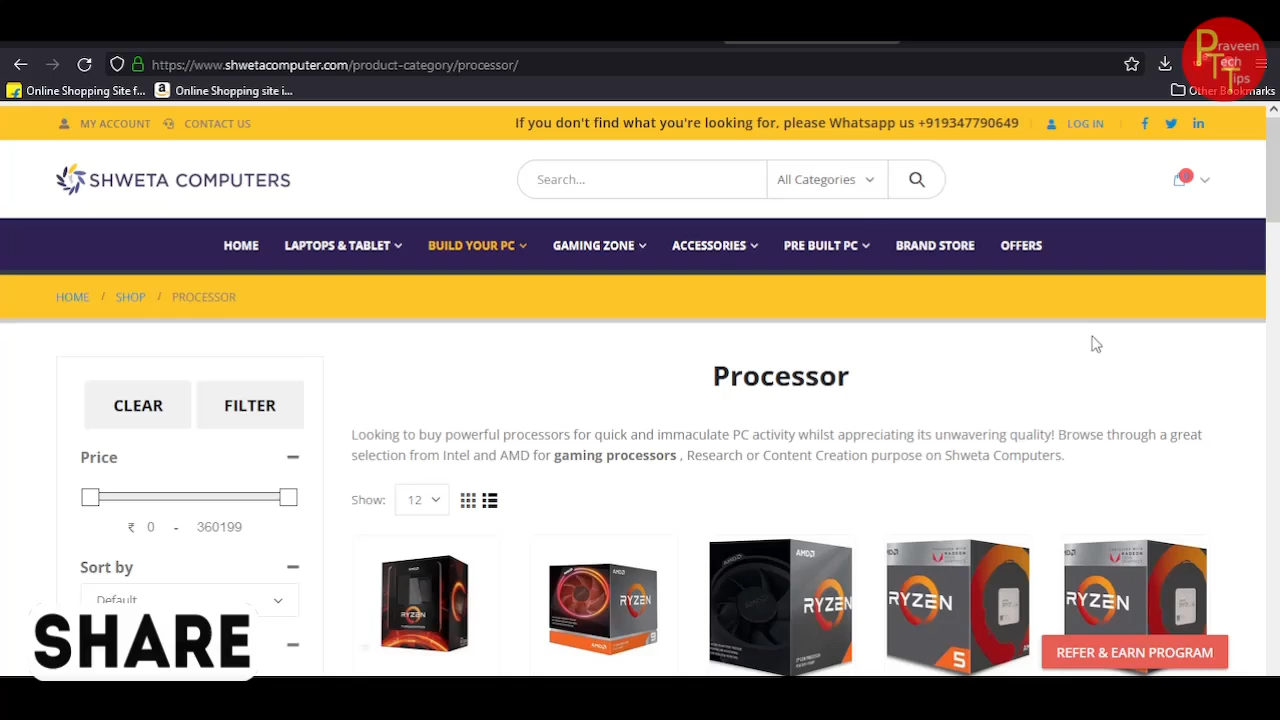 Praveen
Tech
Tips
https://www.shwetacomputer.com/product-category/processor/
Online Shopping Site f...
Online Shopping site i...
Other Bookmarks
MY ACCOUNT
CONTACT US
If you don't find what you're looking for, please Whatsapp us +919347790649
LOG IN
SHWETA COMPUTERS
Search...
All Categories
HOME
LAPTOPS & TABLET
BUILD YOUR PC
GAMING ZONE
ACCESSORIES
PRE BUILT PC
BRAND STORE
OFFERS
HOME / SHOP / PROCESSOR
CLEAR
FILTER
Price
₹ 0 - 360199
Sort by
Default
Processor
Looking to buy powerful processors for quick and immaculate PC activity whilst appreciating its unwavering quality! Browse through a great
selection from Intel and AMD for gaming processors , Research or Content Creation purpose on Shweta Computers.
Show: 12
RYZEN
AMD
RYZEN
9
AMD
RYZEN
RYZEN
5
RYZEN
REFER & EARN PROGRAM
SHARE